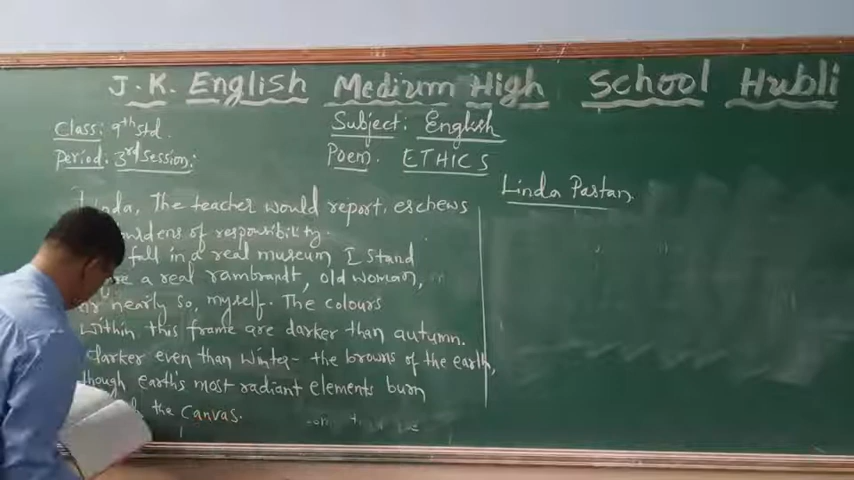 J.K. English Medium High School Hubli
Class: 9th std.
Subject: English
Period: 3rd Session:
Poem: ETHICS
Linda Pastan.
Linda, The teacher would report, eschews
of responsibility.
fall in a real museum I stand
a real rambrandt, old woman,
nearly so, myself. The colours
within this frame are darker than autumn.
darker even than winter - the browns of the earth,
though earth's most radiant elements burn
the canvas.